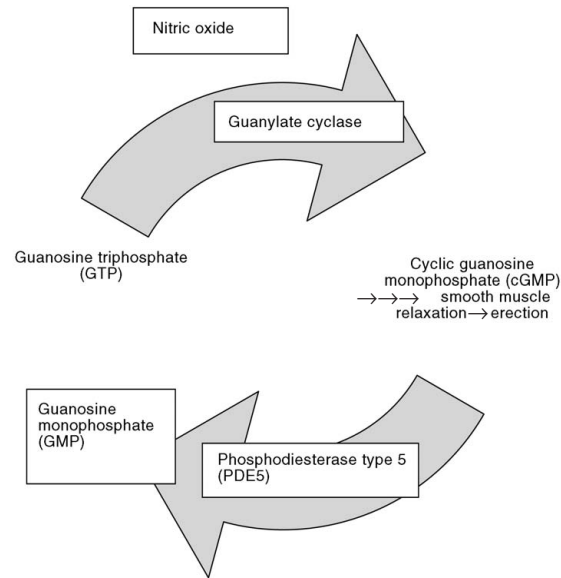 Nitric oxide
Guanylate cyclase
Guanosine triphosphate
(GTP)
Cyclic guanosine
monophosphate (cGMP)
→→→ smooth muscle
relaxation→erection
Guanosine
monophosphate
(GMP)
Phosphodiesterase type 5
(PDE5)